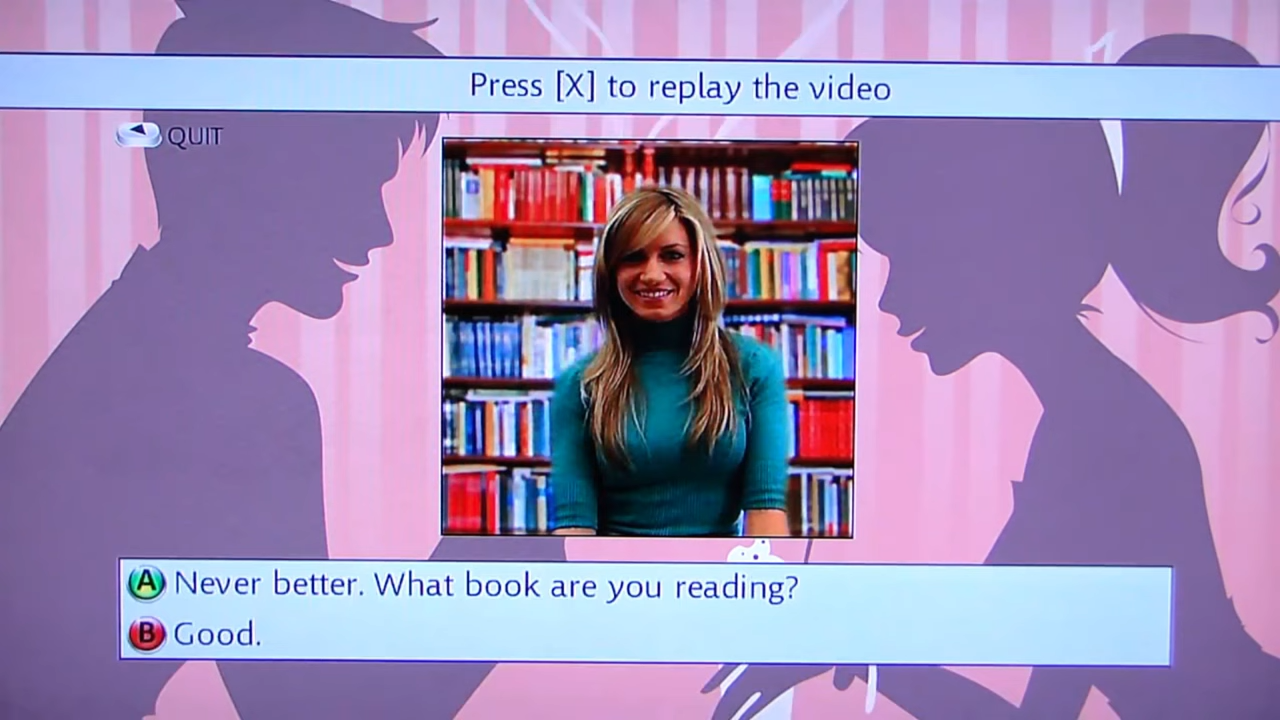 Press [X] to replay the video
QUIT
A Never better. What book are you reading?
B Good.